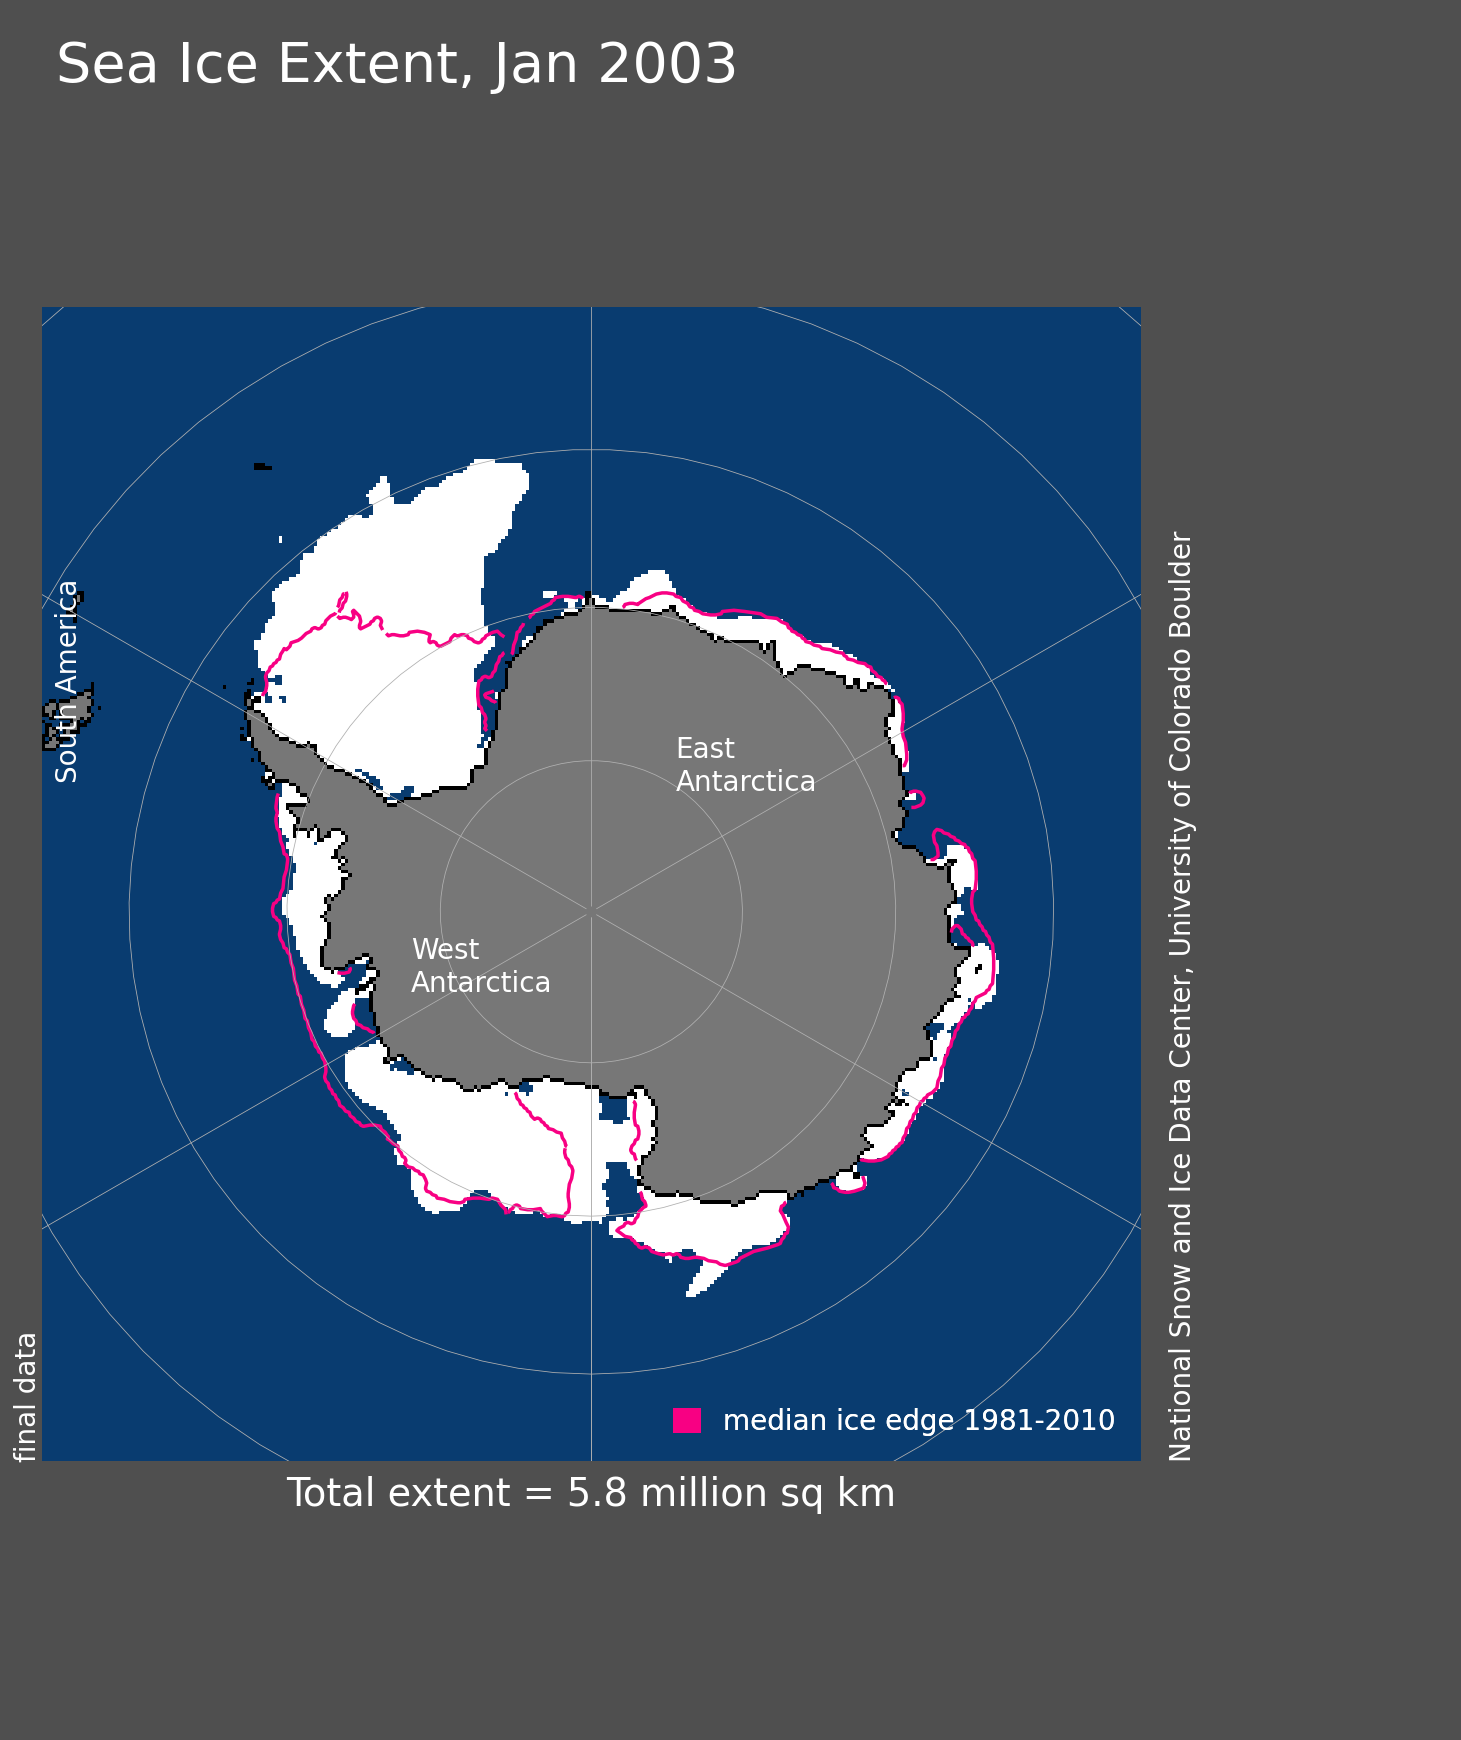 Sea Ice Extent, Jan 2003
South America
East
Antarctica
West
Antarctica
final data
National Snow and Ice Data Center, University of Colorado Boulder
median ice edge 1981-2010
Total extent = 5.8 million sq km